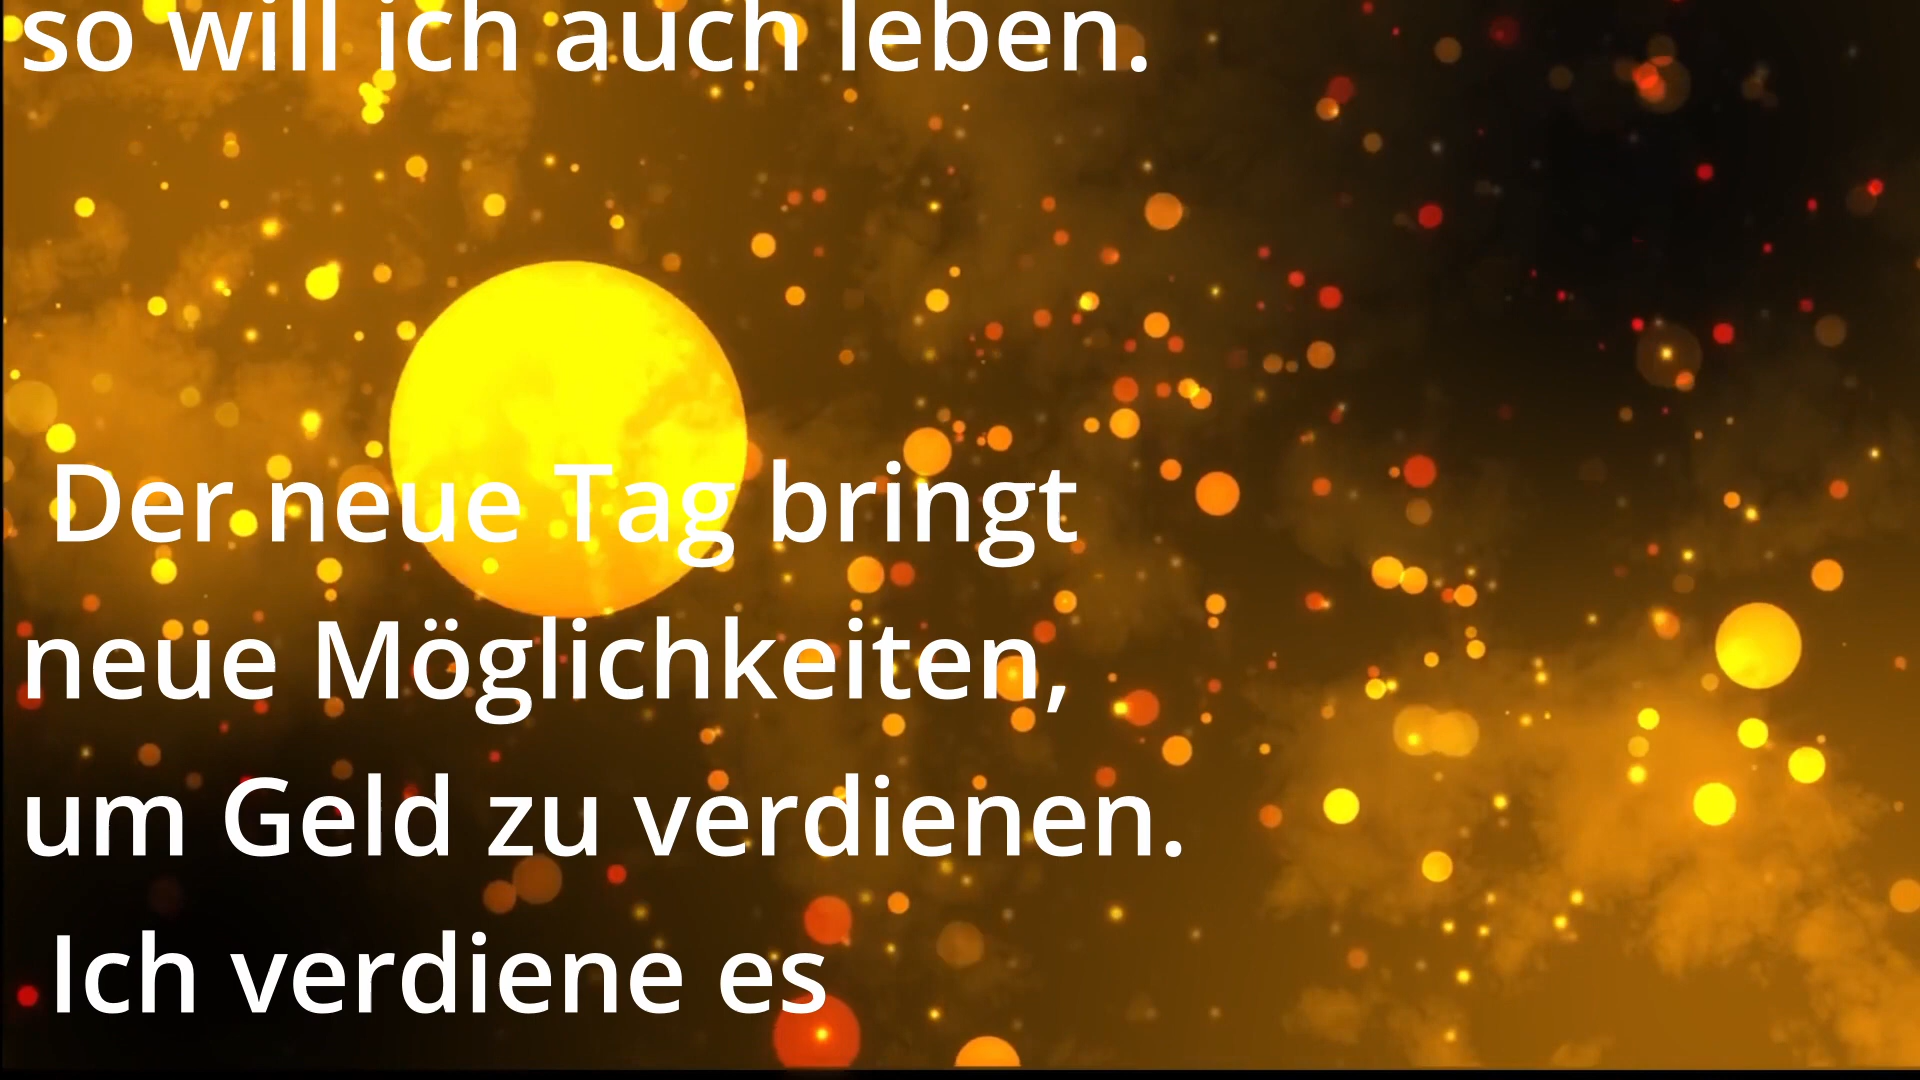 so will ich auch leben.
Der neue Tag bringt
neue Möglichkeiten,
um Geld zu verdienen.
Ich verdiene es